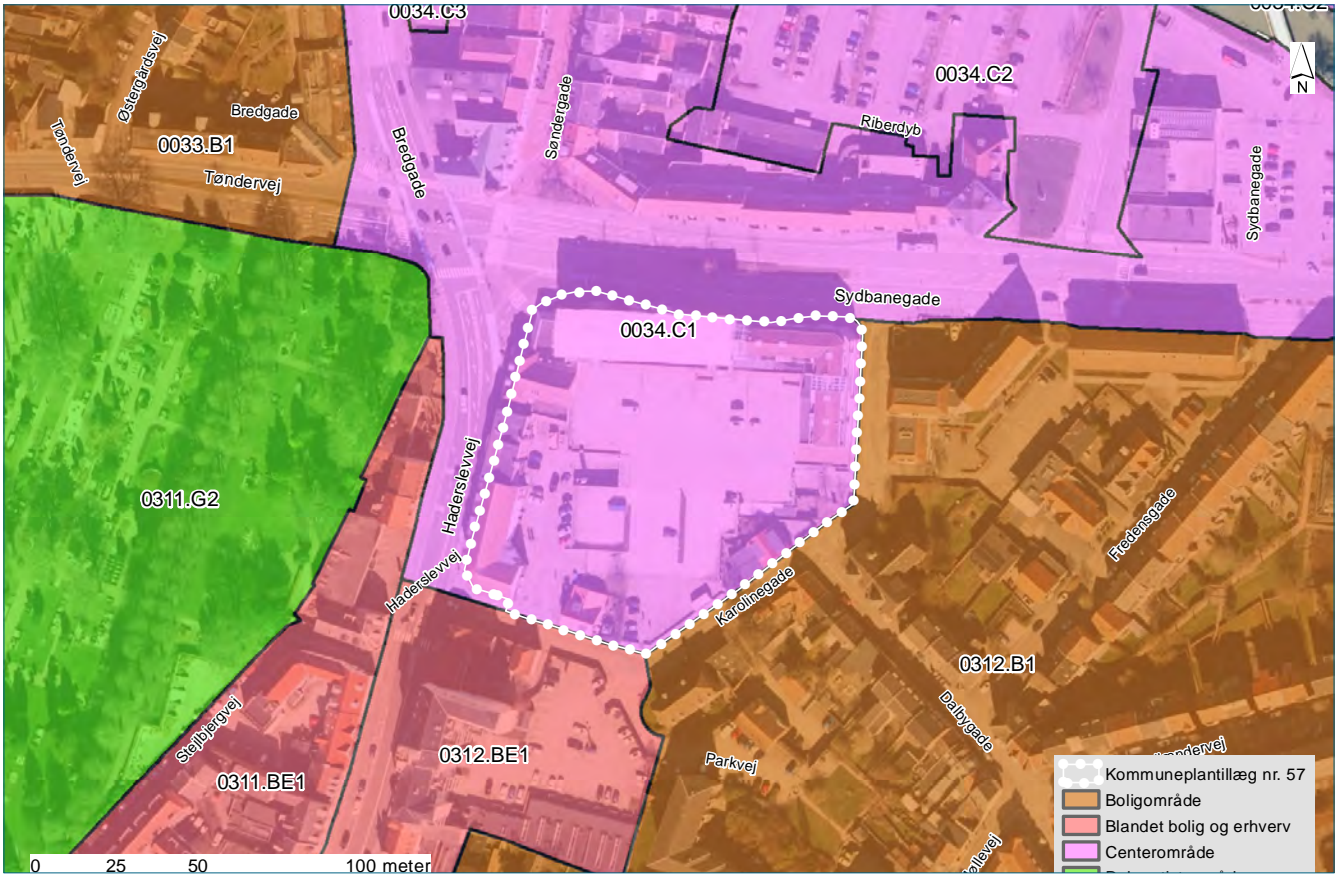 0034.C3
N
0034.C2
Østergårdsvej
Bredgade
Tøndervej
0033.B1
Tøndervej
Bredgade
Søndergade
Riberdyb
Sydbanegade
Sydbanegade
0034.C1
0311.G2
Haderslevvej
Haderslevvej
Karolinegade
Fredensgade
0312.B1
Dalbygade
Stejlbjergvej
0311.BE1
0312.BE1
Parkvej
Kommuneplantillæg nr. 57
Boligområde
Blandet bolig og erhverv
Centerområde
0 25 50 100 meter